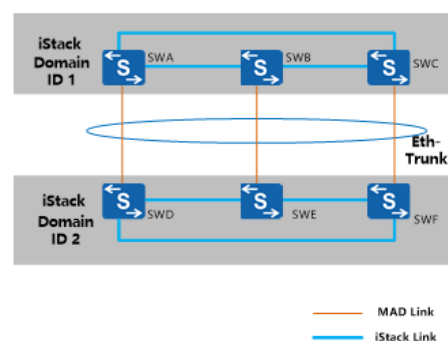 iStack
Domain
ID 1
S
SWA
S
SWB
S
SWC
Eth-
Trunk
iStack
Domain
ID 2
S
SWD
S
SWE
S
SWF
MAD Link
iStack Link